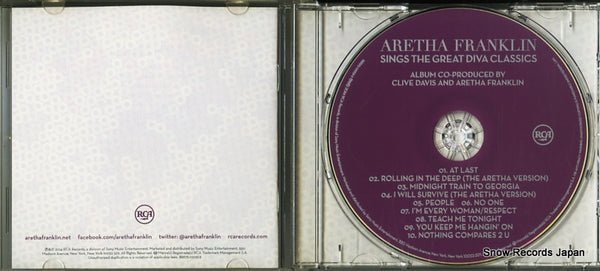 RCA
arethafranklin.net facebook.com/arethafranklin twitter: @arethafranklin rcarecords.com
ARETHA FRANKLIN
SINGS THE GREAT DIVA CLASSICS
ALBUM CO-PRODUCED BY
CLIVE DAVIS AND ARETHA FRANKLIN
RCA
01. AT LAST
02. ROLLING IN THE DEEP (THE ARETHA VERSION)
03. MIDNIGHT TRAIN TO GEORGIA
04. I WILL SURVIVE (THE ARETHA VERSION)
05. PEOPLE 06. NO ONE
07. I'M EVERY WOMAN/RESPECT
08. TEACH ME TONIGHT
09. YOU KEEP ME HANGIN' ON
10. NOTHING COMPARES 2 U
Snow Records Japan